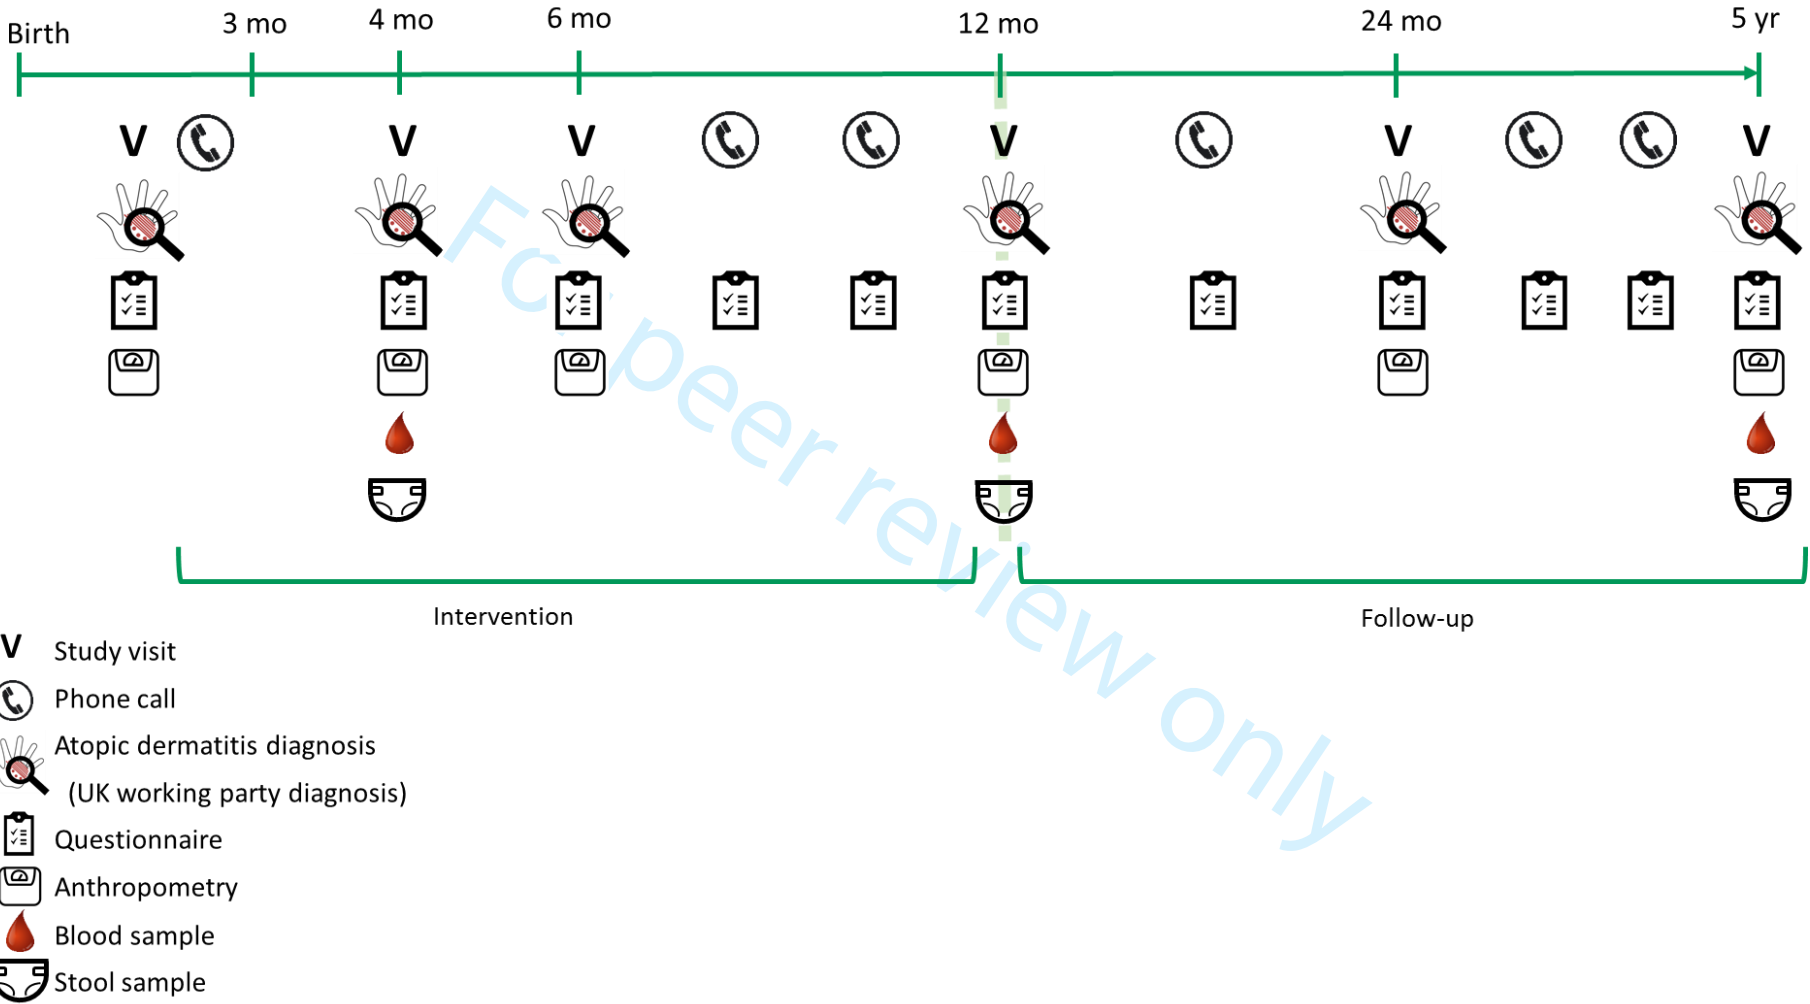 Birth
3 mo
4 mo
6 mo
12 mo
24 mo
5 yr
V
V
V
V
V
V
For peer review only
Intervention
Follow-up
V Study visit
Phone call
Atopic dermatitis diagnosis
(UK working party diagnosis)
Questionnaire
Anthropometry
Blood sample
Stool sample